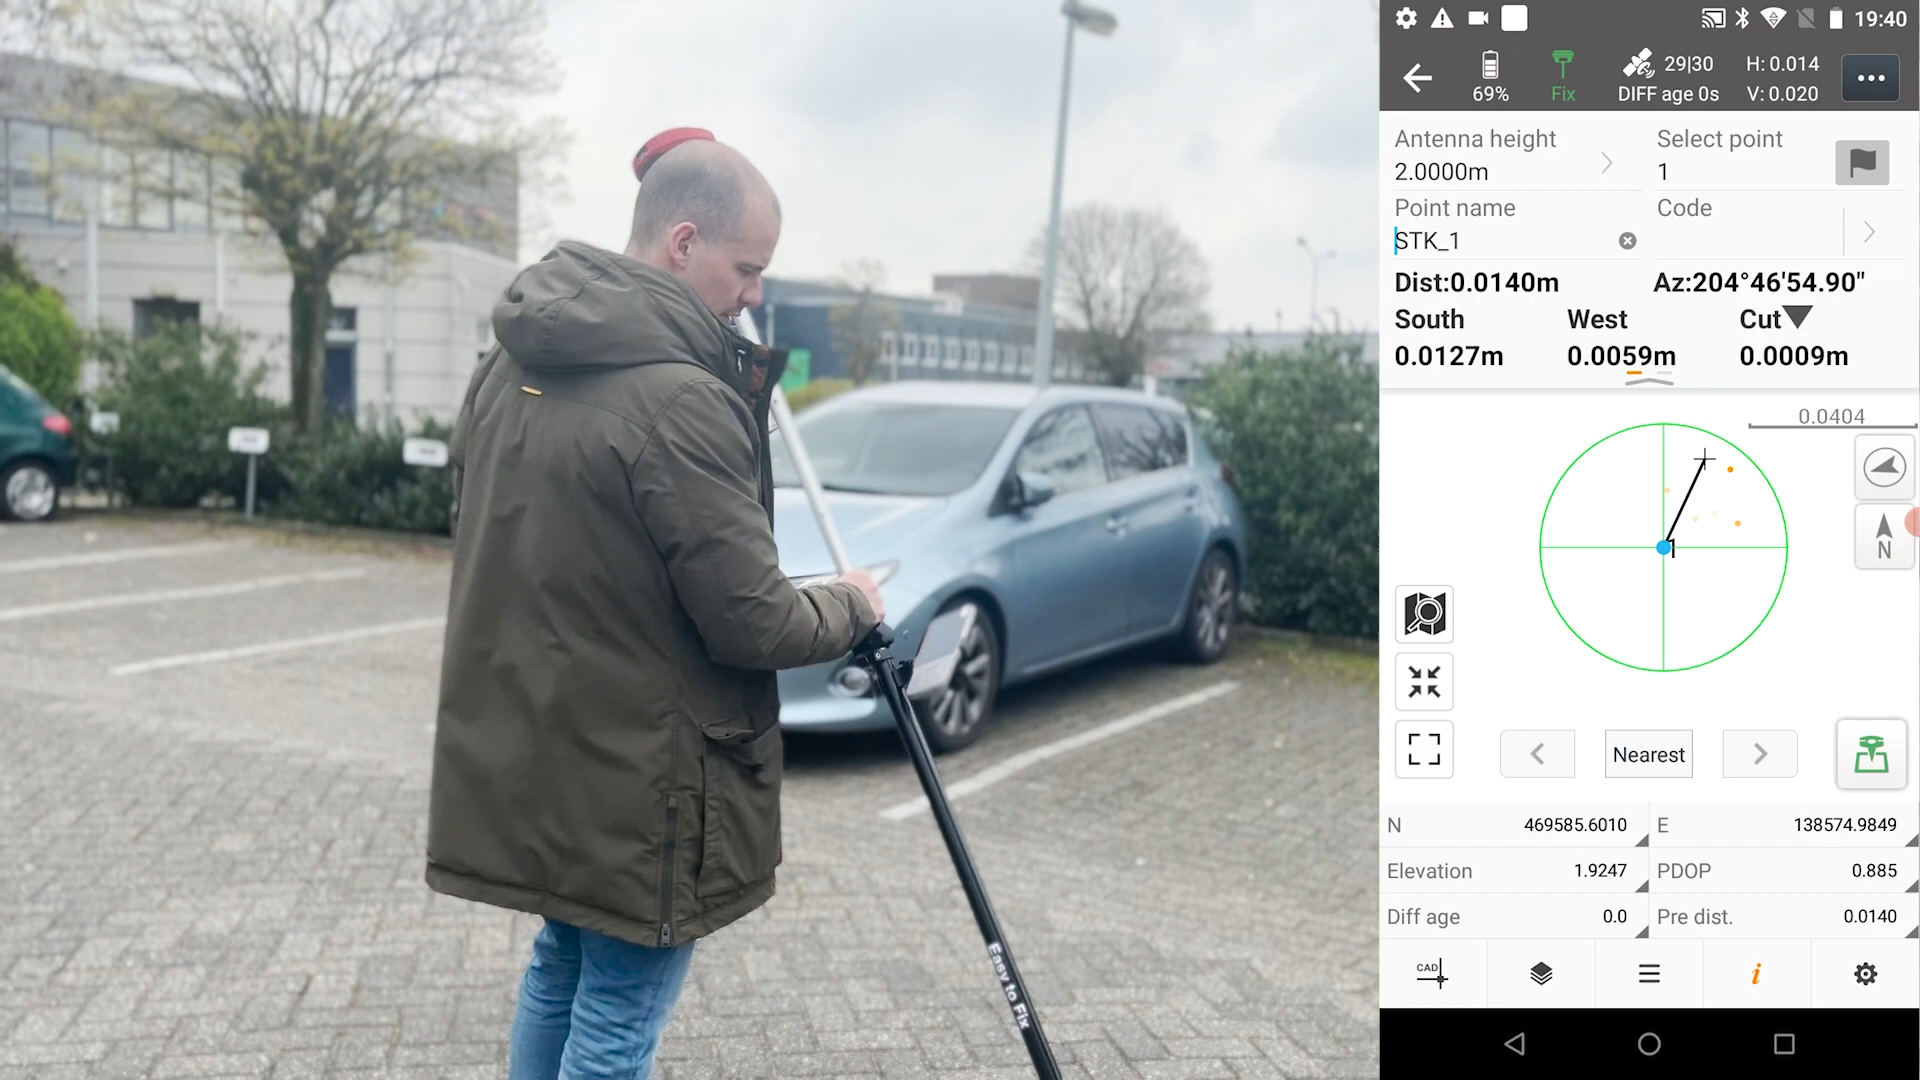 Easy to Fix
19:40
69%
Fix
29|30
DIFF age 0s
H: 0.014
V: 0.020
Antenna height
2.0000m
Select point
1
Point name
STK_1
Code
Dist:0.0140m
Az:204°46'54.90"
South
0.0127m
West
0.0059m
Cut
0.0009m
0.0404
1
N
Nearest
N 469585.6010
E 138574.9849
Elevation 1.9247
PDOP 0.885
Diff age 0.0
Pre dist. 0.0140
CAD
i